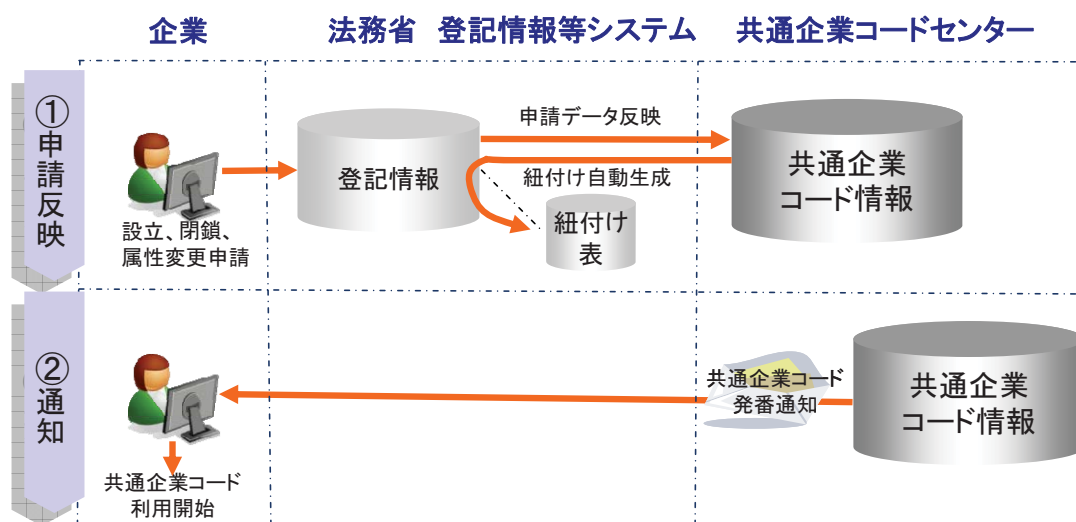 企業
法務省 登記情報等システム
共通企業コードセンター
①申請反映
設立、閉鎖、
属性変更申請
登記情報
申請データ反映
紐付け自動生成
紐付け
表
共通企業
コード情報
②通知
共通企業コード
利用開始
共通企業コード
発番通知
共通企業
コード情報